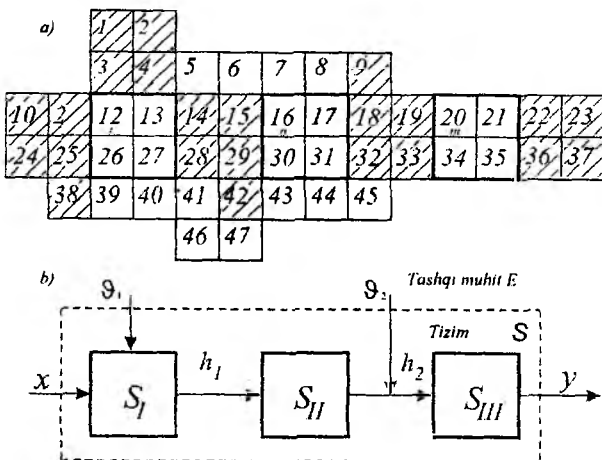 a)
1 2
3 4 5 6 7 8 9
10 2 12 13 14 15 16 17 18 19 20 21 22 23
n m
24 25 26 27 28 29 30 31 32 33 34 35 36 37
38 39 40 41 42 43 44 45
46 47
b)
ϑ₁ ϑ₂ Tashqi muhit E
Tizim S
x h₁ h₂ y
S_I S_II S_III